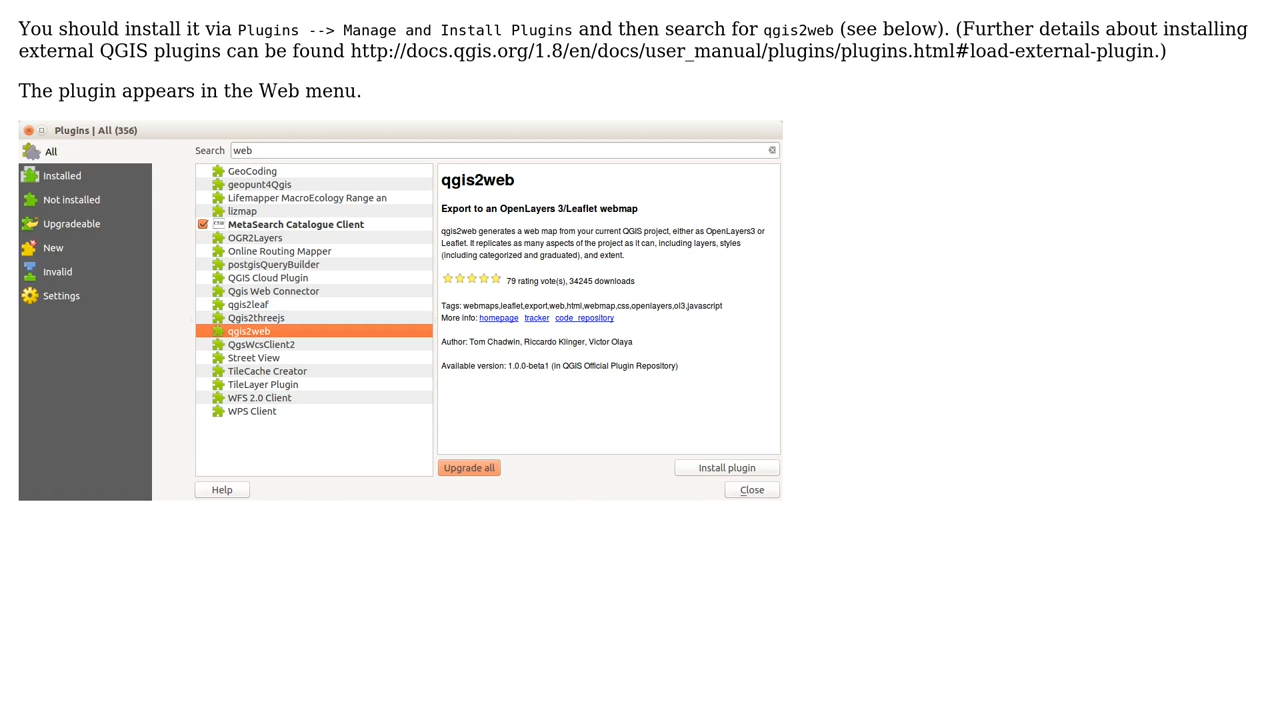 You should install it via Plugins --> Manage and Install Plugins and then search for qgis2web (see below). (Further details about installing
external QGIS plugins can be found http://docs.qgis.org/1.8/en/docs/user_manual/plugins/plugins.html#load-external-plugin.)
The plugin appears in the Web menu.
Plugins | All (356)
All
Installed
Not installed
Upgradeable
New
Invalid
Settings
Search web
GeoCoding
geopunt4Qgis
Lifemapper MacroEcology Range an
lizmap
MetaSearch Catalogue Client
OGR2Layers
Online Routing Mapper
postgisQueryBuilder
QGIS Cloud Plugin
Qgis Web Connector
qgis2leaf
Qgis2threejs
qgis2web
QgsWcsClient2
Street View
TileCache Creator
TileLayer Plugin
WFS 2.0 Client
WPS Client
qgis2web
Export to an OpenLayers 3/Leaflet webmap
qgis2web generates a web map from your current QGIS project, either as OpenLayers3 or
Leaflet. It replicates as many aspects of the project as it can, including layers, styles
(including categorized and graduated), and extent.
79 rating vote(s), 34245 downloads
Tags: webmaps,leaflet,export,web,html,webmap,css,openlayers,ol3,javascript
More info: homepage tracker code_repository
Author: Tom Chadwin, Riccardo Klinger, Victor Olaya
Available version: 1.0.0-beta1 (in QGIS Official Plugin Repository)
Upgrade all
Install plugin
Help
Close